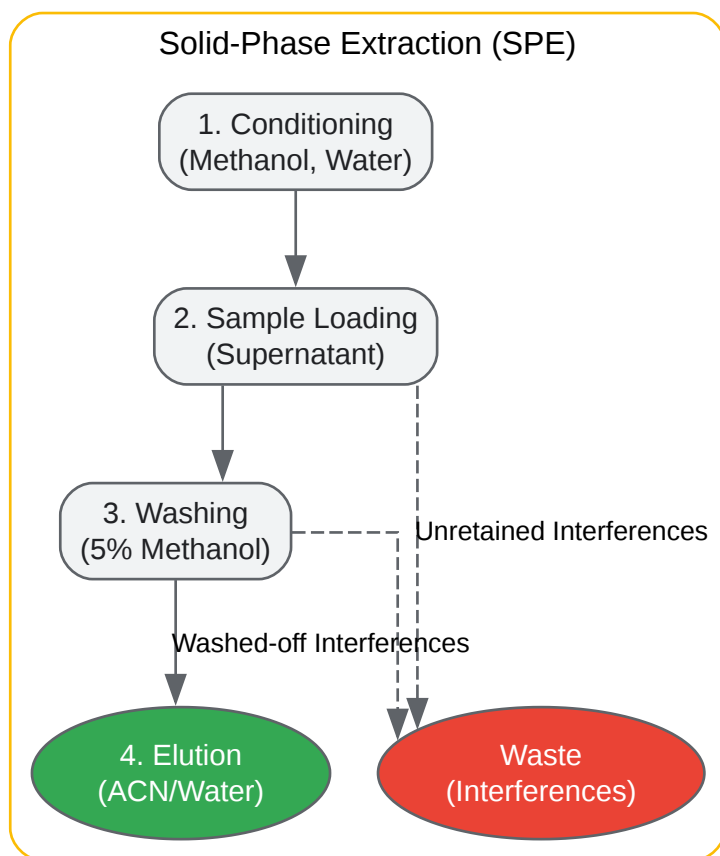 Solid-Phase Extraction (SPE)
1. Conditioning
(Methanol, Water)
2. Sample Loading
(Supernatant)
3. Washing
(5% Methanol)
Unretained Interferences
Washed-off Interferences
4. Elution
(ACN/Water)
Waste
(Interferences)